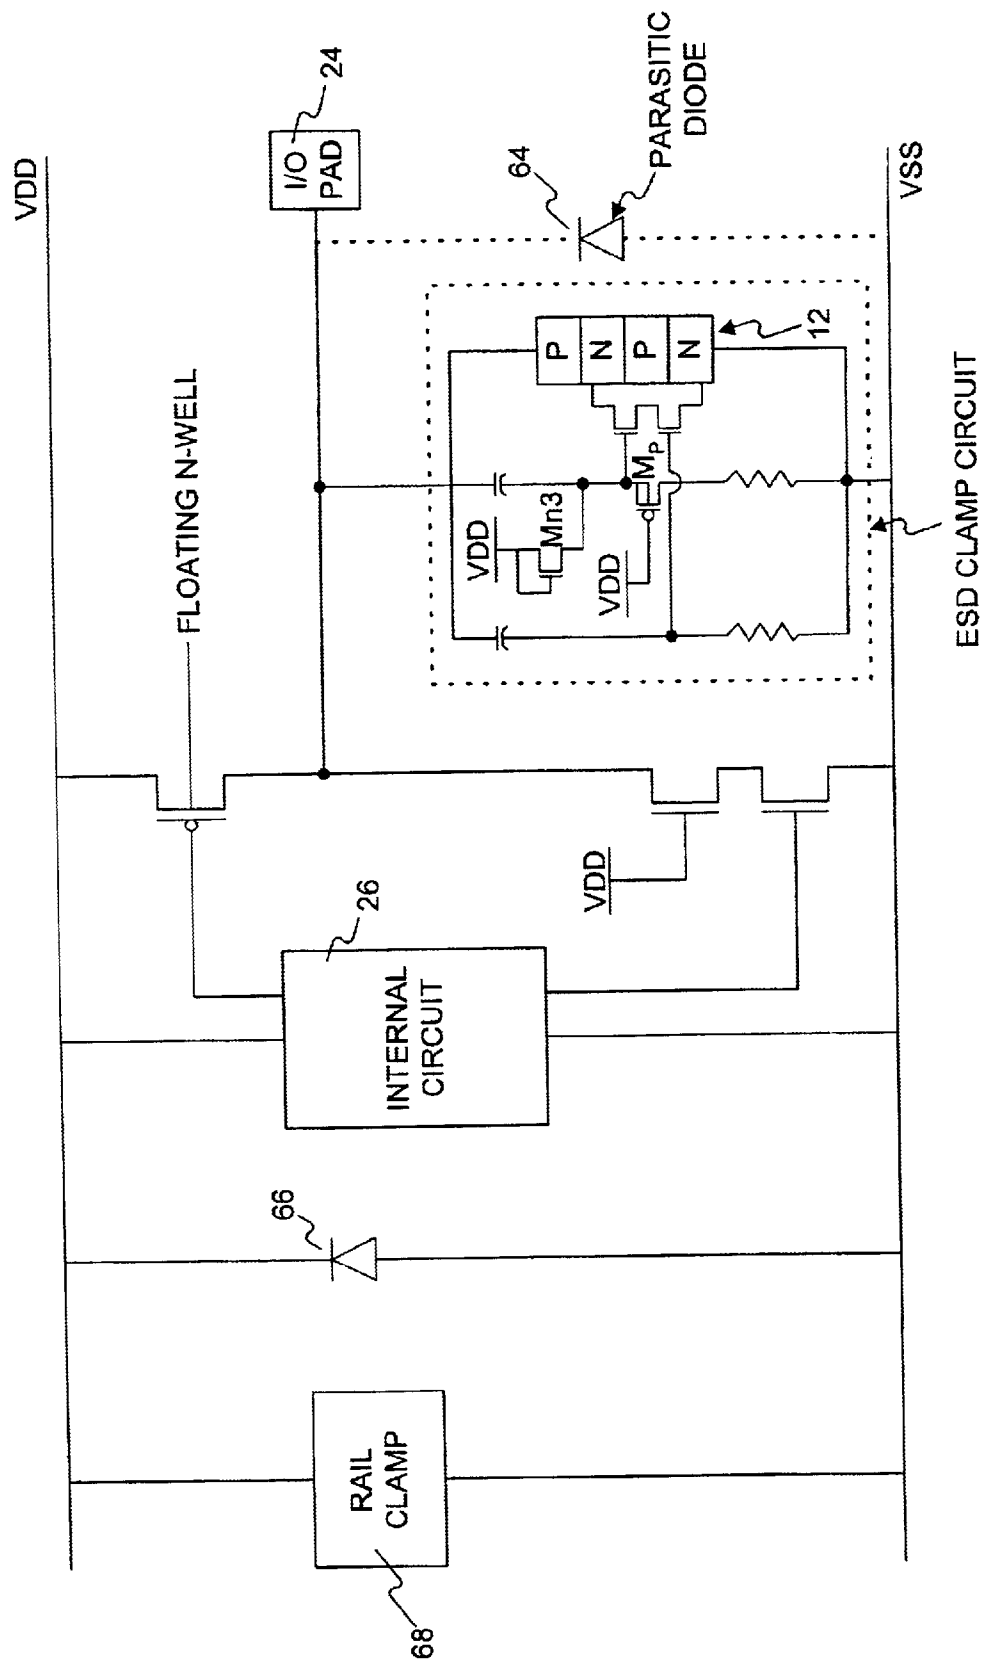 VDD
I/O
PAD
24
FLOATING N-WELL
64
PARASITIC
DIODE
VSS
P
N
P
N
12
VDD
Mn3
MP
VDD
ESD CLAMP CIRCUIT
VDD
26
INTERNAL
CIRCUIT
66
RAIL
CLAMP
68